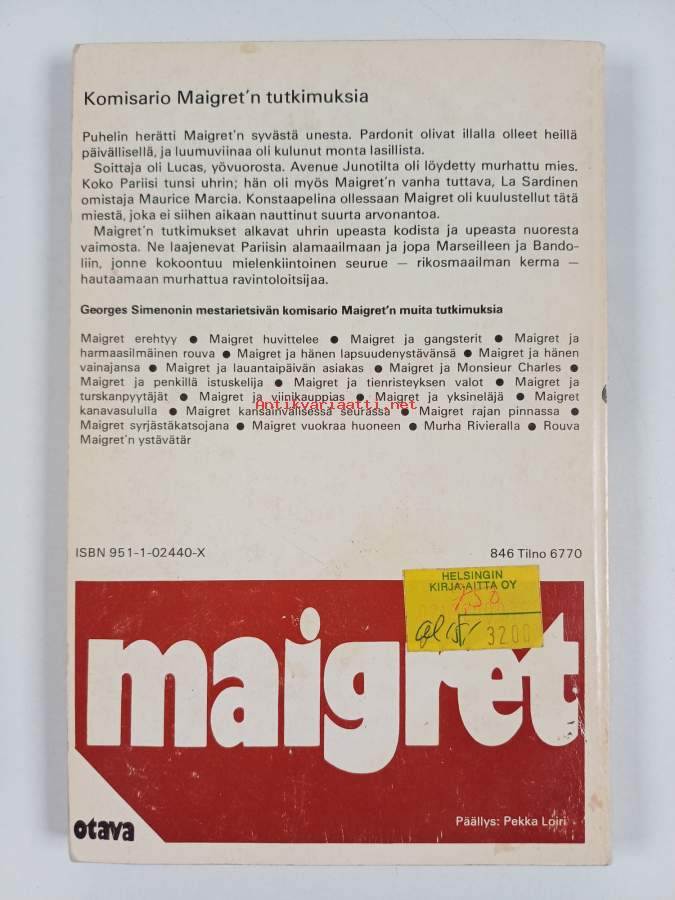 Komisario Maigret'n tutkimuksia
Puhelin herätti Maigret'n syvästä unesta. Pardonit olivat illalla olleet heillä
päivällisellä, ja luumuviinaa oli kulunut monta lasillista.
Soittaja oli Lucas, yövuorosta. Avenue Junotilta oli löydetty murhattu mies.
Koko Pariisi tunsi uhrin; hän oli myös Maigret'n vanha tuttava, La Sardinen
omistaja Maurice Marcia. Konstaapelina ollessaan Maigret oli kuulustellut tätä
miestä, joka ei siihen aikaan nauttinut suurta arvonantoa.
Maigret'n tutkimukset alkavat uhrin upeasta kodista ja upeasta nuoresta
vaimosta. Ne laajenevat Pariisin alamaailmaan ja jopa Marseilleen ja Bando-
liin, jonne kokoontuu mielenkiintoinen seurue — rikosmaailman kerma —
hautaamaan murhattua ravintoloitsijaa.
Georges Simenonin mestarietsivän komisario Maigret'n muita tutkimuksia
Maigret erehtyy ● Maigret huvittelee ● Maigret ja gangsterit ● Maigret ja
harmaasilmäinen rouva ● Maigret ja hänen lapsuudenystävänsä ● Maigret ja hänen
vainajansa ● Maigret ja lauantaipäivän asiakas ● Maigret ja Monsieur Charles ●
Maigret ja penkillä istuskelija ● Maigret ja tienristeyksen valot ● Maigret ja
turskanpyytäjät ● Maigret ja viinikauppias ● Maigret ja yksineläjä ● Maigret
kanavasululla ● Maigret kansainvälisessä seurassa ● Maigret rajan pinnassa ●
Maigret syrjästäkatsojana ● Maigret vuokraa huoneen ● Murha Rivieralla ● Rouva
Maigret'n ystävätär
Antikvariaatti.net
ISBN 951-1-02440-X 846 Tilno 6770
HELSINGIN
KIRJA-AITTA OY
3200
maigret
otava
Päällys: Pekka Loiri